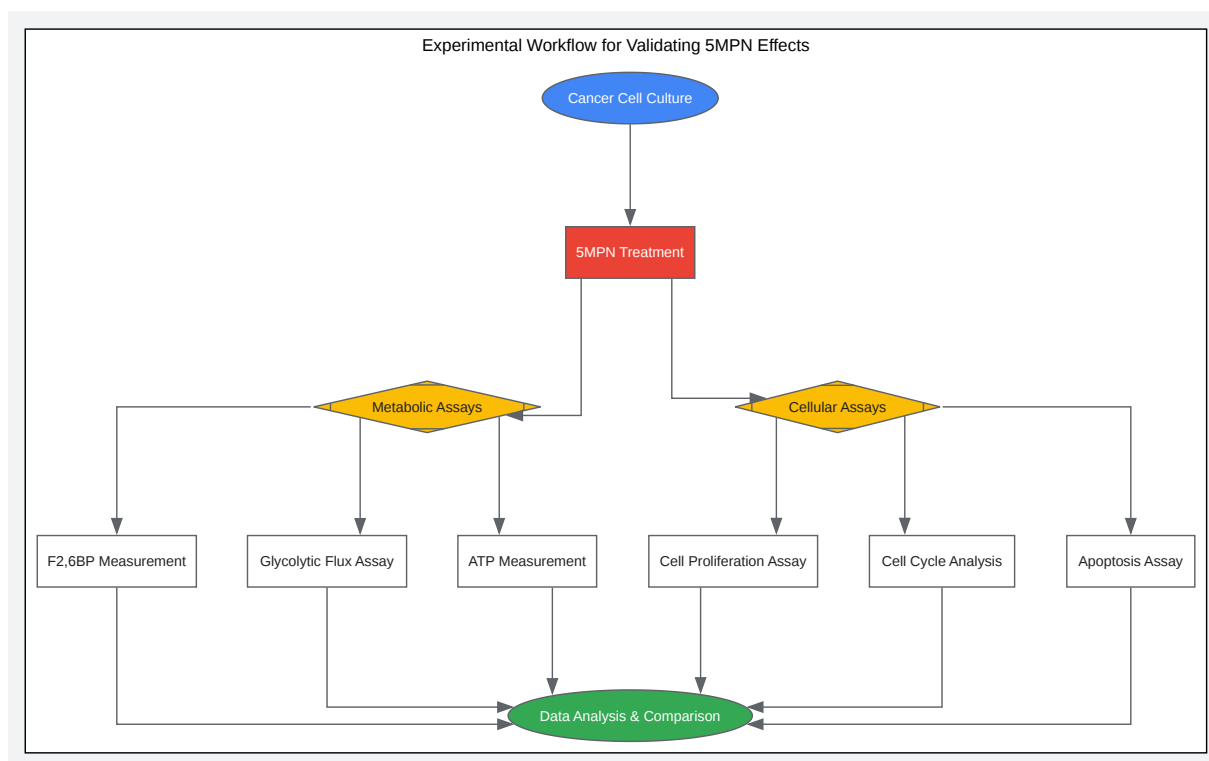 Experimental Workflow for Validating 5MPN Effects
Cancer Cell Culture
5MPN Treatment
Metabolic Assays
Cellular Assays
F2,6BP Measurement
Glycolytic Flux Assay
ATP Measurement
Cell Proliferation Assay
Cell Cycle Analysis
Apoptosis Assay
Data Analysis & Comparison